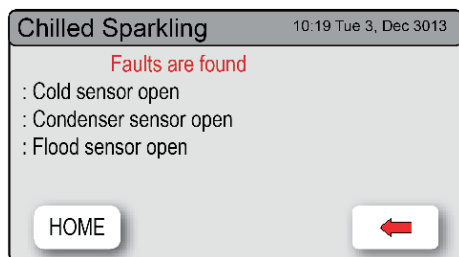 Chilled Sparkling 10:19 Tue 3, Dec 3013
Faults are found
: Cold sensor open
: Condenser sensor open
: Flood sensor open
HOME